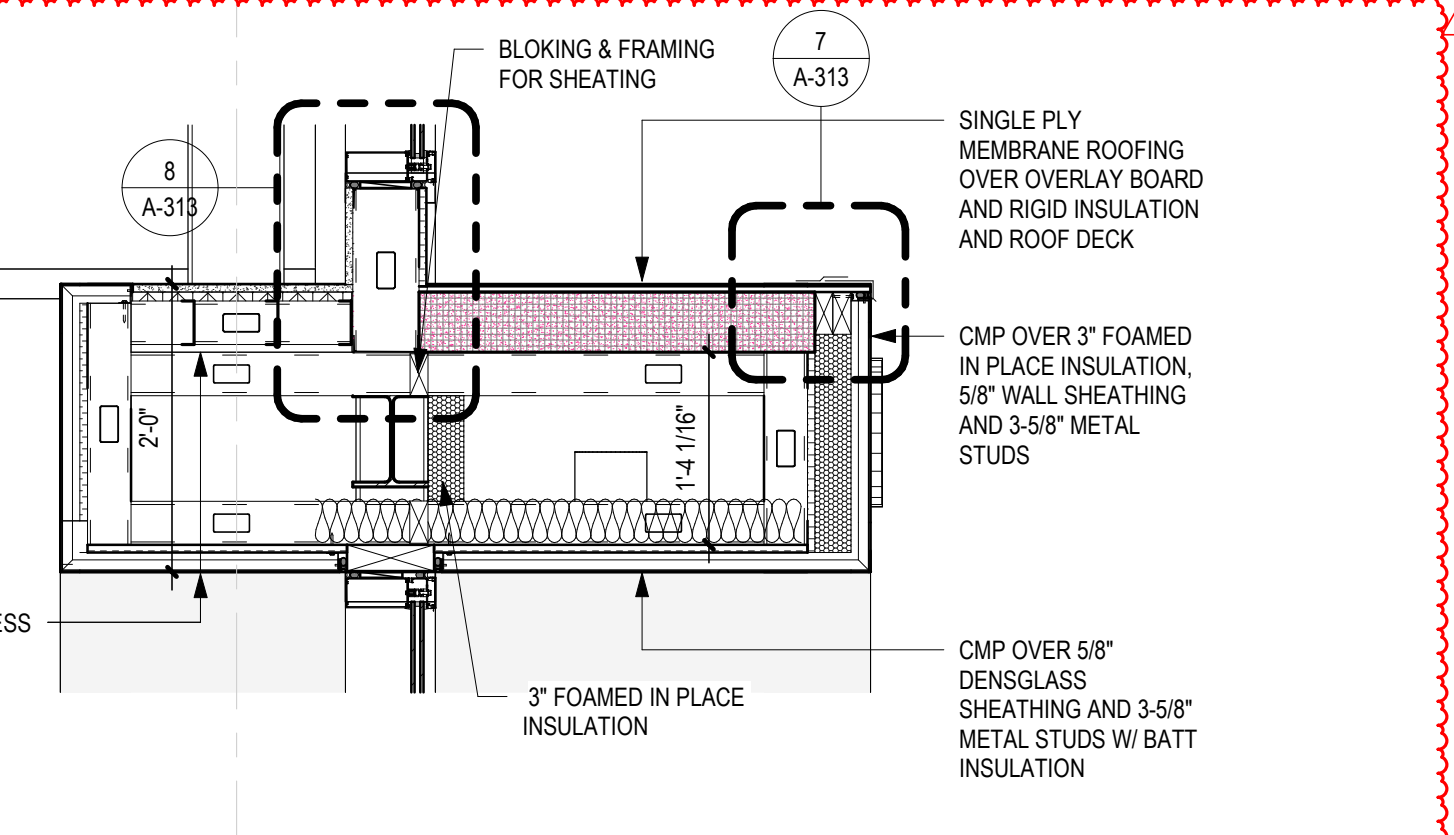 BLOKING & FRAMING
FOR SHEATING
7
A-313
SINGLE PLY
MEMBRANE ROOFING
OVER OVERLAY BOARD
AND RIGID INSULATION
AND ROOF DECK
8
A-313
CMP OVER 3" FOAMED
IN PLACE INSULATION,
5/8" WALL SHEATHING
AND 3-5/8" METAL
STUDS
2'-0"
1'-4 1/16"
ESS
3" FOAMED IN PLACE
INSULATION
CMP OVER 5/8"
DENSGLASS
SHEATHING AND 3-5/8"
METAL STUDS W/ BATT
INSULATION